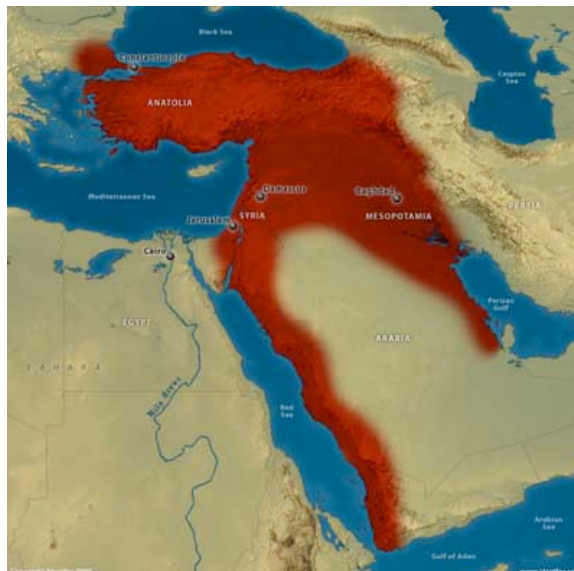 Black Sea
Constantinople
Caspian
Sea
ANATOLIA
Mediterranean Sea
Damascus
Baghdad
SYRIA
MESOPOTAMIA
PERSIA
Jerusalem
Cairo
Persian
Gulf
EGYPT
ARABIA
SAHARA
Nile River
Red
Sea
Arabian
Sea
Gulf of Aden